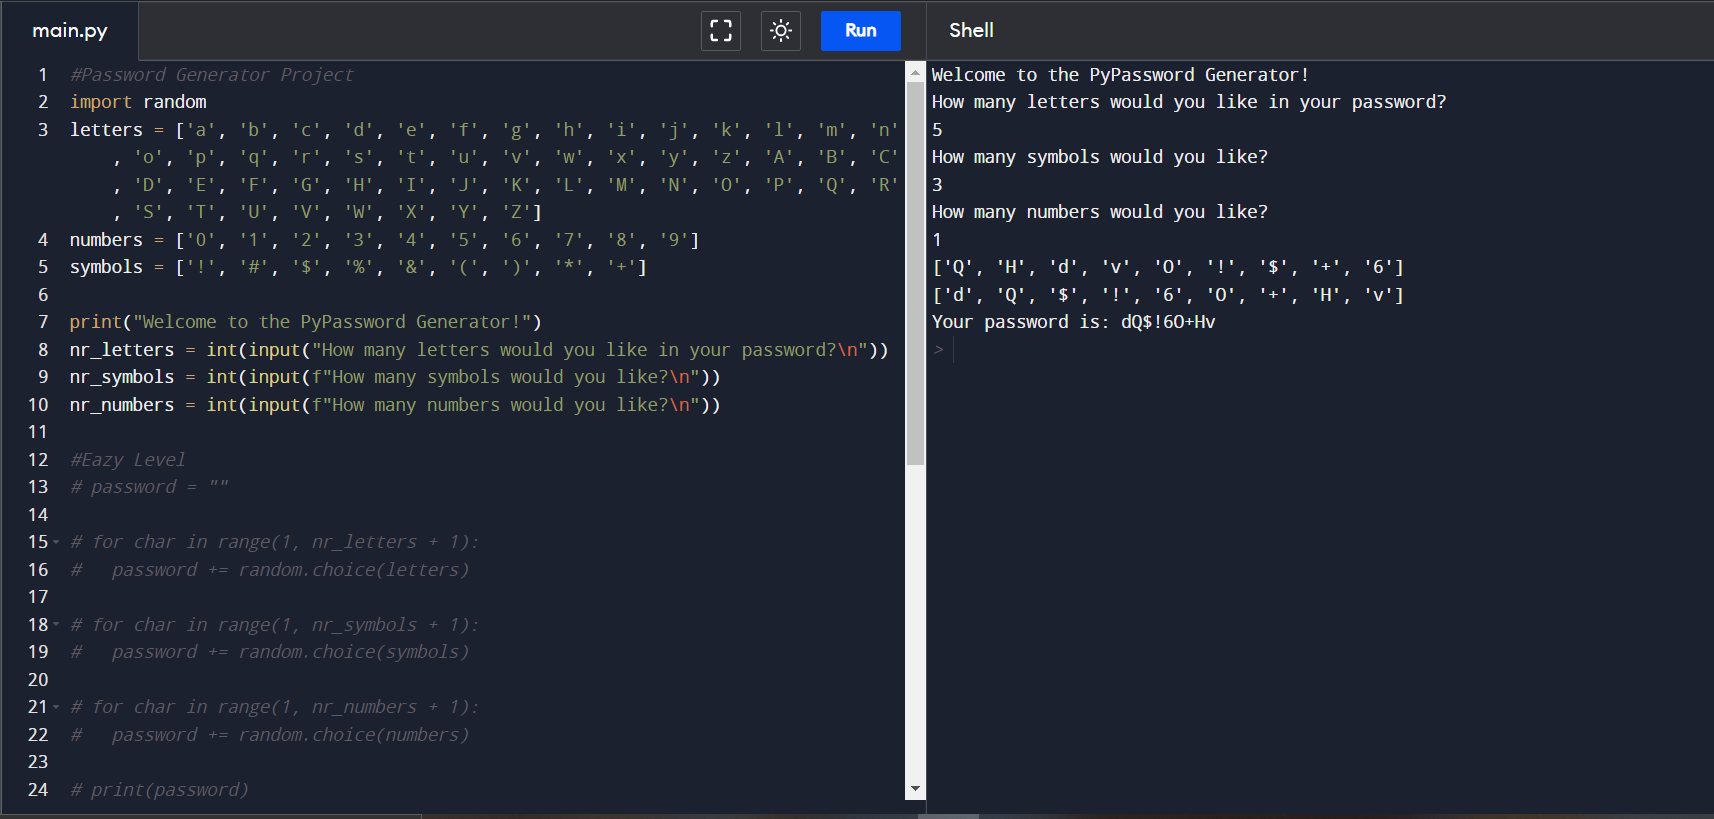 main.py
Run
Shell
1 #Password Generator Project
2 import random
3 letters = ['a', 'b', 'c', 'd', 'e', 'f', 'g', 'h', 'i', 'j', 'k', 'l', 'm', 'n'
, 'o', 'p', 'q', 'r', 's', 't', 'u', 'v', 'w', 'x', 'y', 'z', 'A', 'B', 'C'
, 'D', 'E', 'F', 'G', 'H', 'I', 'J', 'K', 'L', 'M', 'N', 'O', 'P', 'Q', 'R'
, 'S', 'T', 'U', 'V', 'W', 'X', 'Y', 'Z']
4 numbers = ['0', '1', '2', '3', '4', '5', '6', '7', '8', '9']
5 symbols = ['!', '#', '$', '%', '&', '(', ')', '*', '+']
6
7 print("Welcome to the PyPassword Generator!")
8 nr_letters = int(input("How many letters would you like in your password?\n"))
9 nr_symbols = int(input(f"How many symbols would you like?\n"))
10 nr_numbers = int(input(f"How many numbers would you like?\n"))
11
12 #Eazy Level
13 # password = ""
14
15 # for char in range(1, nr_letters + 1):
16 #   password += random.choice(letters)
17
18 # for char in range(1, nr_symbols + 1):
19 #   password += random.choice(symbols)
20
21 # for char in range(1, nr_numbers + 1):
22 #   password += random.choice(numbers)
23
24 # print(password)
Welcome to the PyPassword Generator!
How many letters would you like in your password?
5
How many symbols would you like?
3
How many numbers would you like?
1
['Q', 'H', 'd', 'v', 'O', '!', '$', '+', '6']
['d', 'Q', '$', '!', '6', 'O', '+', 'H', 'v']
Your password is: dQ$!6O+Hv
>